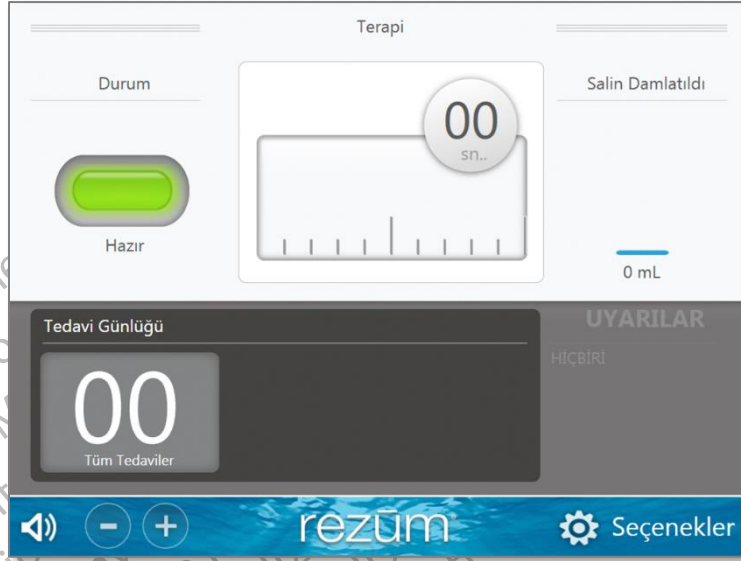 Terapi
Durum
Salin Damlatıldı
00
sn..
Hazır
0 mL
Tedavi Günlüğü
UYARILAR
HİÇBİRİ
00
Tüm Tedaviler
- +
rezūm
Seçenekler